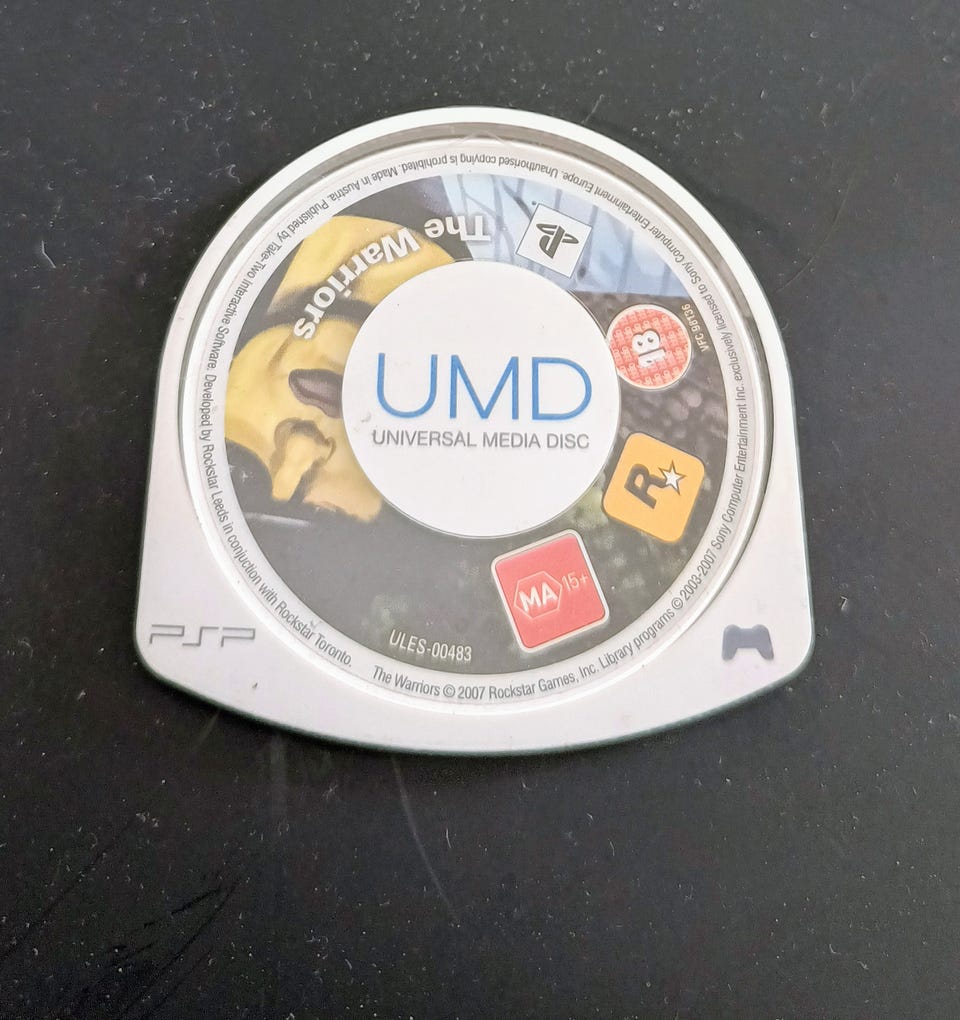 The Warriors
UMD
UNIVERSAL MEDIA DISC
18
VFC 98136
R
MA 15+
ULES-00483
PSP
The Warriors © 2007 Rockstar Games, Inc. Library programs © 2003-2007 Sony Computer Entertainment Inc. exclusively licensed to Sony Computer Entertainment Europe. Unauthorised copying is prohibited. Made in Austria. Published by Take-Two Interactive Software. Developed by Rockstar Leeds in conjuction with Rockstar Toronto.